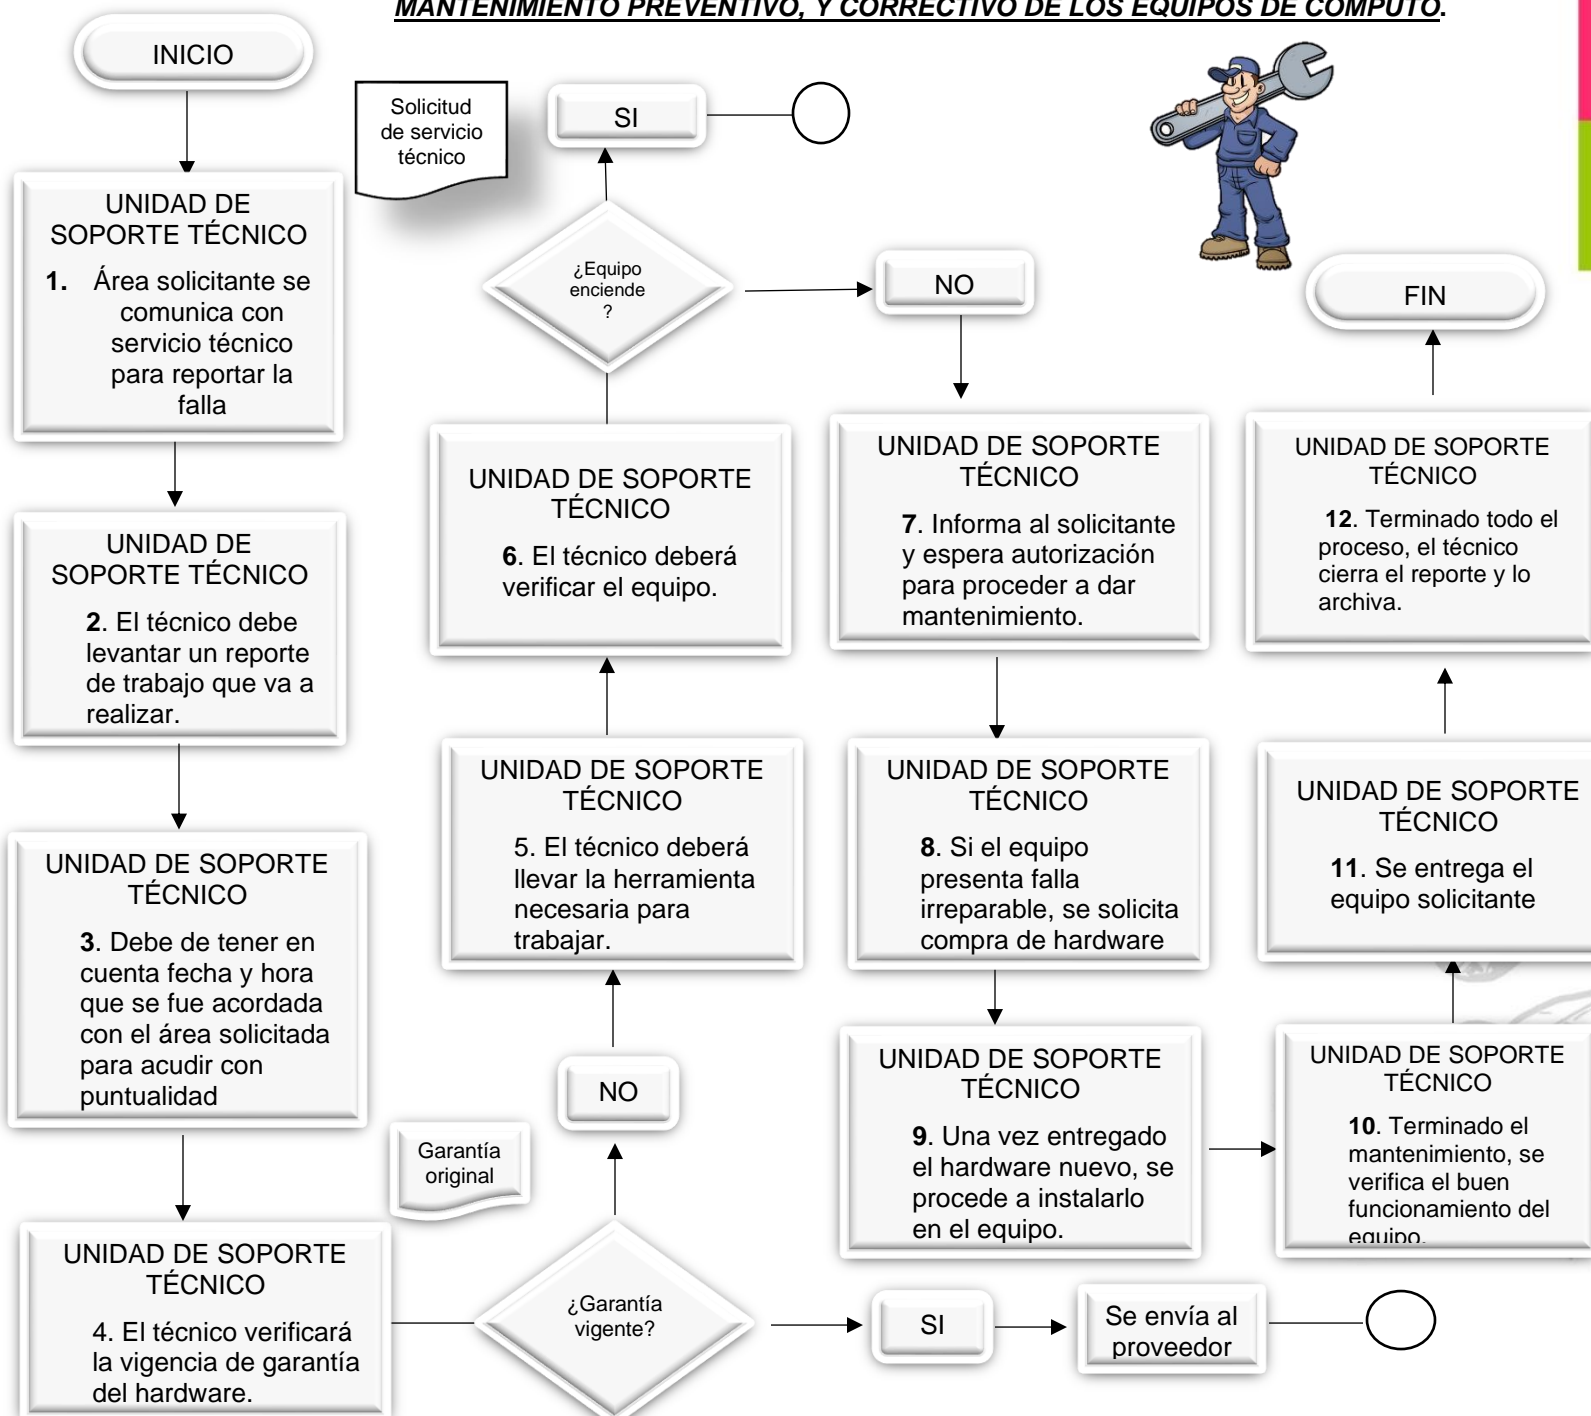 MANTENIMIENTO PREVENTIVO, Y CORRECTIVO DE LOS EQUIPOS DE COMPUTO.
INICIO
UNIDAD DE
SOPORTE TÉCNICO
1. Área solicitante se
comunica con
servicio técnico
para reportar la
falla
UNIDAD DE
SOPORTE TÉCNICO
2. El técnico debe
levantar un reporte
de trabajo que va a
realizar.
UNIDAD DE SOPORTE
TÉCNICO
3. Debe de tener en
cuenta fecha y hora
que se fue acordada
con el área solicitada
para acudir con
puntualidad
UNIDAD DE SOPORTE
TÉCNICO
4. El técnico verificará
la vigencia de garantía
del hardware.
Garantía
original
¿Garantía
vigente?
SI
Se envía al
proveedor
NO
UNIDAD DE SOPORTE
TÉCNICO
5. El técnico deberá
llevar la herramienta
necesaria para
trabajar.
UNIDAD DE SOPORTE
TÉCNICO
6. El técnico deberá
verificar el equipo.
Solicitud
de servicio
técnico
¿Equipo
enciende
?
SI
NO
UNIDAD DE SOPORTE
TÉCNICO
7. Informa al solicitante
y espera autorización
para proceder a dar
mantenimiento.
UNIDAD DE SOPORTE
TÉCNICO
8. Si el equipo
presenta falla
irreparable, se solicita
compra de hardware
UNIDAD DE SOPORTE
TÉCNICO
9. Una vez entregado
el hardware nuevo, se
procede a instalarlo
en el equipo.
UNIDAD DE SOPORTE
TÉCNICO
10. Terminado el
mantenimiento, se
verifica el buen
funcionamiento del
equipo.
UNIDAD DE SOPORTE
TÉCNICO
11. Se entrega el
equipo solicitante
UNIDAD DE SOPORTE
TÉCNICO
12. Terminado todo el
proceso, el técnico
cierra el reporte y lo
archiva.
FIN